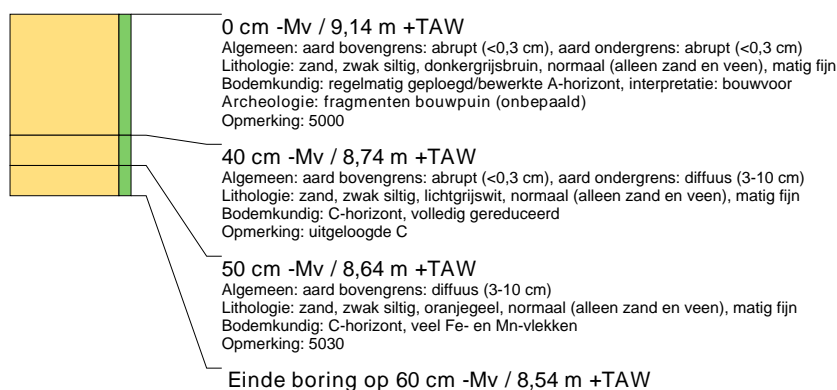 0 cm -Mv / 9,14 m +TAW
Algemeen: aard bovengrens: abrupt (<0,3 cm), aard ondergrens: abrupt (<0,3 cm)
Lithologie: zand, zwak siltig, donkergrijsbruin, normaal (alleen zand en veen), matig fijn
Bodemkundig: regelmatig geploegd/bewerkte A-horizont, interpretatie: bouwvoor
Archeologie: fragmenten bouwpuin (onbepaald)
Opmerking: 5000
40 cm -Mv / 8,74 m +TAW
Algemeen: aard bovengrens: abrupt (<0,3 cm), aard ondergrens: diffuus (3-10 cm)
Lithologie: zand, zwak siltig, lichtgrijswit, normaal (alleen zand en veen), matig fijn
Bodemkundig: C-horizont, volledig gereduceerd
Opmerking: uitgeloogde C
50 cm -Mv / 8,64 m +TAW
Algemeen: aard bovengrens: diffuus (3-10 cm)
Lithologie: zand, zwak siltig, oranjegeel, normaal (alleen zand en veen), matig fijn
Bodemkundig: C-horizont, veel Fe- en Mn-vlekken
Opmerking: 5030
Einde boring op 60 cm -Mv / 8,54 m +TAW